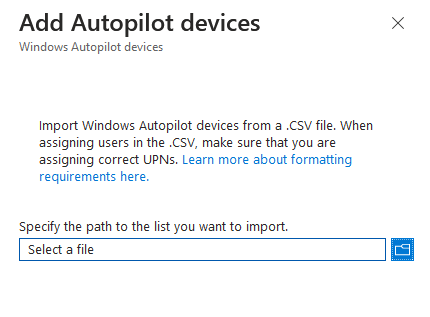 Add Autopilot devices
Windows Autopilot devices
Import Windows Autopilot devices from a .CSV file. When
assigning users in the .CSV, make sure that you are
assigning correct UPNs. Learn more about formatting
requirements here.
Specify the path to the list you want to import.
Select a file